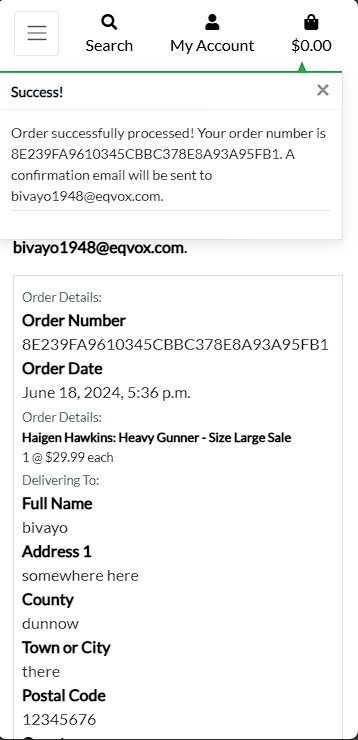 Search
My Account
$0.00
Success!
Order successfully processed! Your order number is
8E239FA9610345CBBC378E8A93A95FB1. A
confirmation email will be sent to
bivayo1948@eqvox.com.
bivayo1948@eqvox.com.
Order Details:
Order Number
8E239FA9610345CBBC378E8A93A95FB1
Order Date
June 18, 2024, 5:36 p.m.
Order Details:
Haigen Hawkins: Heavy Gunner - Size Large Sale
1 @ $29.99 each
Delivering To:
Full Name
bivayo
Address 1
somewhere here
County
dunnow
Town or City
there
Postal Code
12345676